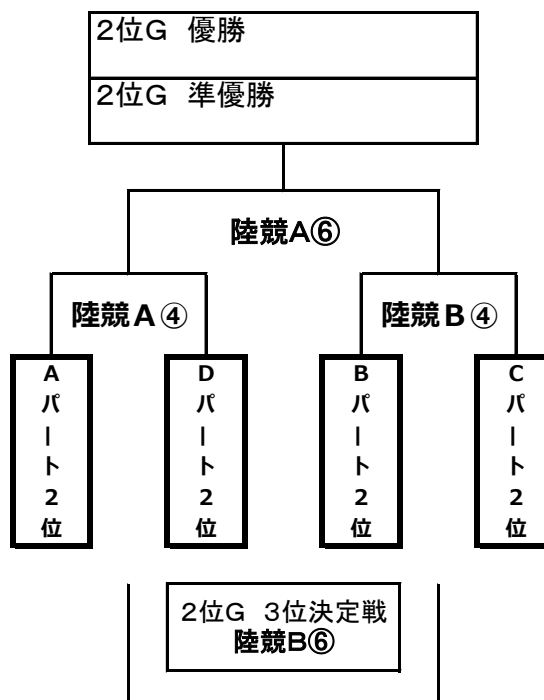 2位G 優勝
2位G 準優勝
陸競A⑥
陸競A④
陸競B④
Aパート2位
Dパート2位
Bパート2位
Cパート2位
2位G 3位決定戦
陸競B⑥